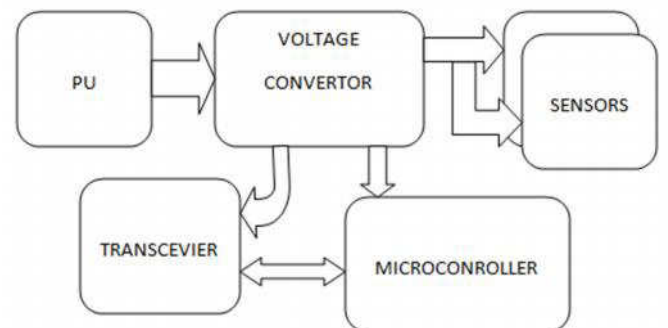 PU
VOLTAGE
CONVERTOR
SENSORS
TRANSCEVIER
MICROCONROLLER